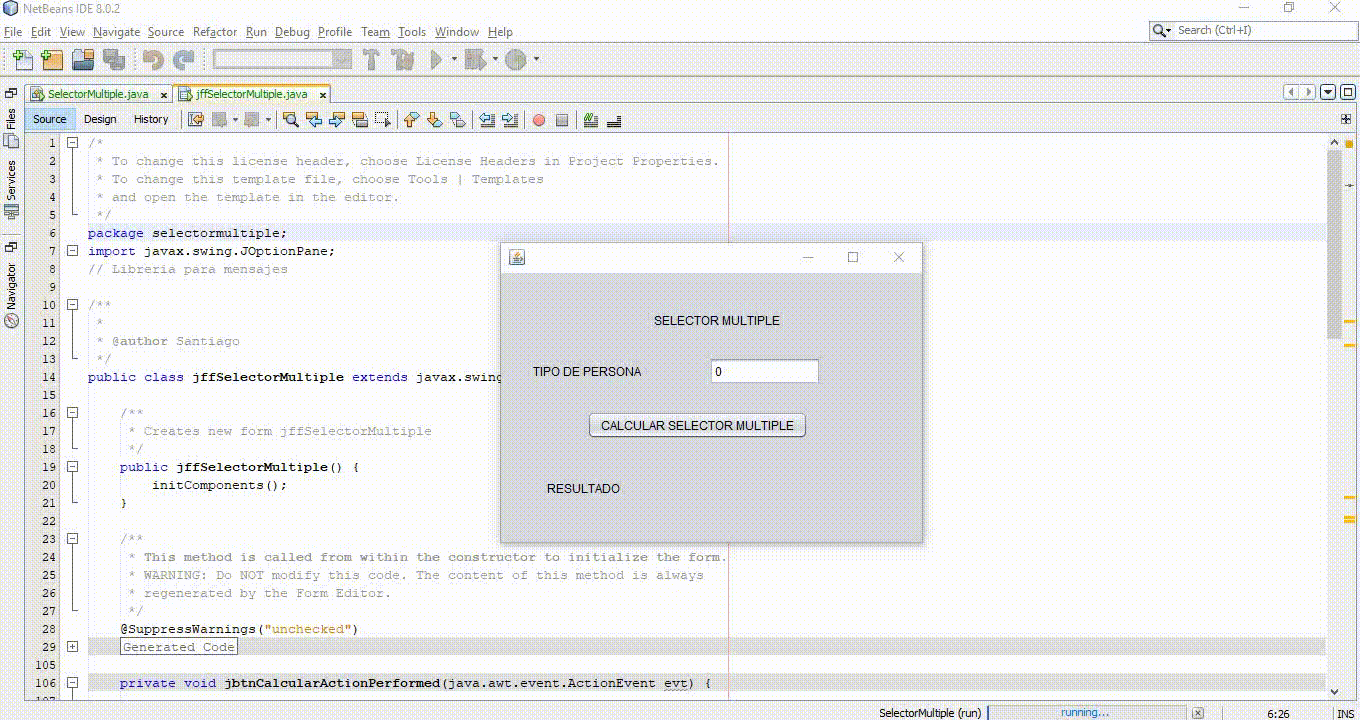 NetBeans IDE 8.0.2
File Edit View Navigate Source Refactor Run Debug Profile Team Tools Window Help
Search (Ctrl+I)
SelectorMultiple.java x jffSelectorMultiple.java x
Source Design History
Files
Services
Navigator
1 /*
2 * To change this license header, choose License Headers in Project Properties.
3 * To change this template file, choose Tools | Templates
4 * and open the template in the editor.
5 */
6 package selectormultiple;
7 import javax.swing.JOptionPane;
8 // Libreria para mensajes
9
10 /**
11 *
12 * @author Santiago
13 */
14 public class jffSelectorMultiple extends javax.swing
15
16 /**
17 * Creates new form jffSelectorMultiple
18 */
19 public jffSelectorMultiple() {
20 initComponents();
21 }
22
23 /**
24 * This method is called from within the constructor to initialize the form.
25 * WARNING: Do NOT modify this code. The content of this method is always
26 * regenerated by the Form Editor.
27 */
28 @SuppressWarnings("unchecked")
29 Generated Code
105
106 private void jbtnCalcularActionPerformed(java.awt.event.ActionEvent evt) {
SELECTOR MULTIPLE
TIPO DE PERSONA 0
CALCULAR SELECTOR MULTIPLE
RESULTADO
SelectorMultiple (run) running... 6:26 INS